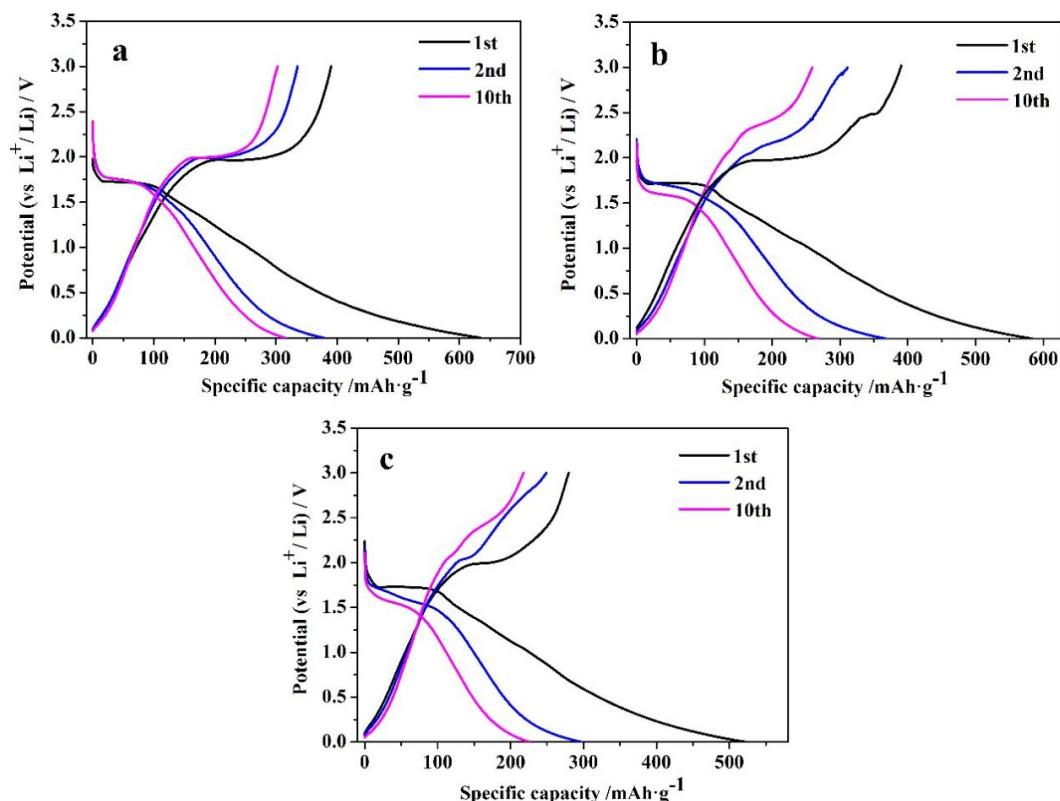 a
1st
2nd
10th
3.5
3.0
2.5
2.0
1.5
1.0
0.5
0.0
Potential (vs Li⁺/ Li) / V
0 100 200 300 400 500 600 700
Specific capacity /mAh·g⁻¹
b
1st
2nd
10th
3.5
3.0
2.5
2.0
1.5
1.0
0.5
0.0
Potential (vs Li⁺/ Li) / V
0 100 200 300 400 500 600
Specific capacity /mAh·g⁻¹
c
1st
2nd
10th
3.5
3.0
2.5
2.0
1.5
1.0
0.5
0.0
Potential (vs Li⁺/ Li) / V
0 100 200 300 400 500
Specific capacity /mAh·g⁻¹